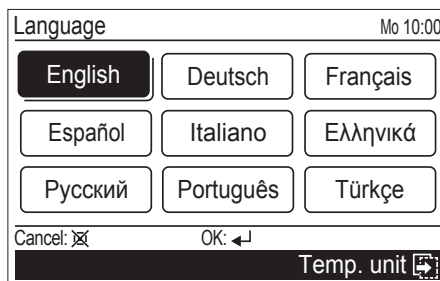 Language Mo 10:00
English Deutsch Français
Español Italiano Ελληνικά
Русский Português Türkçe
Cancel: OK:
Temp. unit